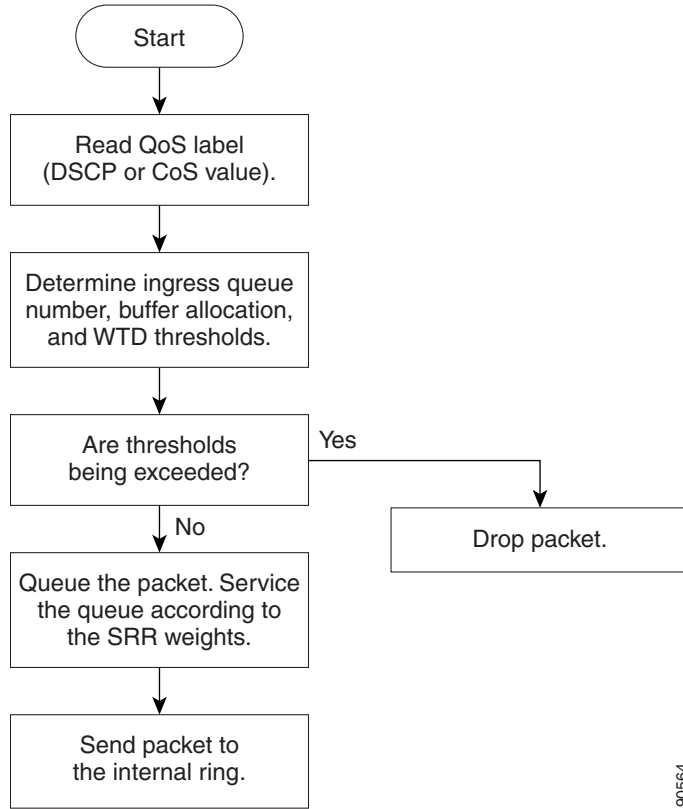 Start
Read QoS label
(DSCP or CoS value).
Determine ingress queue
number, buffer allocation,
and WTD thresholds.
Are thresholds
being exceeded?
Yes
No
Drop packet.
Queue the packet. Service
the queue according to
the SRR weights.
Send packet to
the internal ring.
90564